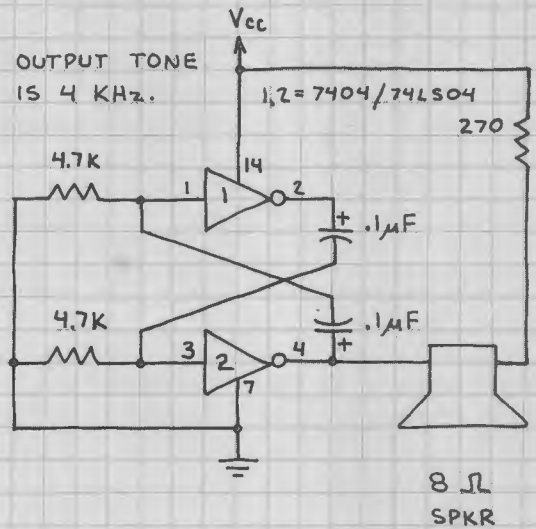 Vcc
OUTPUT TONE
IS 4 KHz.
1,2 = 7404/74LS04
270
4.7K
14
1
1
2
+
.1μF
4.7K
.1μF
+
3
2
4
7
8 Ω
SPKR